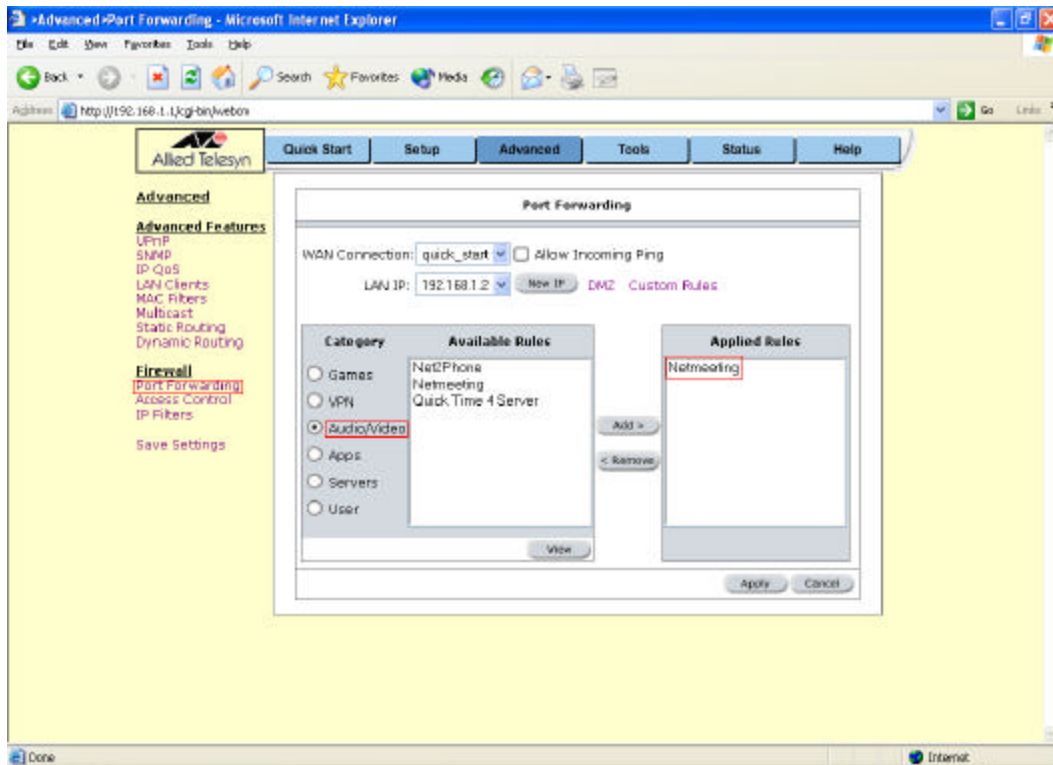 Advanced»Port Forwarding - Microsoft Internet Explorer
File Edit View Favorites Tools Help
Back Search Favorites Media
Address http://192.168.1.1/cgi-bin/webcm Go Links
Allied Telesyn
Quick Start Setup Advanced Tools Status Help
Advanced
Advanced Features
UPnP
SNMP
IP QoS
LAN Clients
MAC Filters
Multicast
Static Routing
Dynamic Routing
Firewall
Port Forwarding
Access Control
IP Filters
Save Settings
Port Forwarding
WAN Connection: quick_start Allow Incoming Ping
LAN IP: 192.168.1.2 New IP DMZ Custom Rules
Category Available Rules
Games
VPN
Audio/Video
Apps
Servers
User
Net2Phone
Netmeeting
Quick Time 4 Server
View
Add >
< Remove
Applied Rules
Netmeeting
Apply Cancel
Done Internet